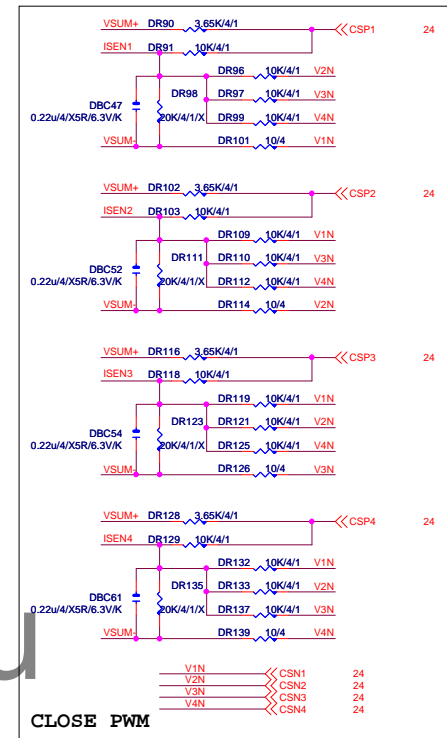 VSUM+ DR90 3.65K/4/1 CSP1 24
ISEN1 DR91 10K/4/1
DR96 10K/4/1 V2N
DR98 DR97 10K/4/1 V3N
DBC47
0.22u/4/X5R/6.3V/K 20K/4/1/X DR99 10K/4/1 V4N
VSUM- DR101 10/4 V1N
VSUM+ DR102 3.65K/4/1 CSP2 24
ISEN2 DR103 10K/4/1
DR109 10K/4/1 V1N
DR111 DR110 10K/4/1 V3N
DBC52
0.22u/4/X5R/6.3V/K 20K/4/1/X DR112 10K/4/1 V4N
VSUM- DR114 10/4 V2N
VSUM+ DR116 3.65K/4/1 CSP3 24
ISEN3 DR118 10K/4/1
DR119 10K/4/1 V1N
DR123 DR121 10K/4/1 V2N
DBC54
0.22u/4/X5R/6.3V/K 20K/4/1/X DR125 10K/4/1 V4N
VSUM- DR126 10/4 V3N
VSUM+ DR128 3.65K/4/1 CSP4 24
ISEN4 DR129 10K/4/1
DR132 10K/4/1 V1N
DR135 DR133 10K/4/1 V2N
DBC61
0.22u/4/X5R/6.3V/K 20K/4/1/X DR137 10K/4/1 V3N
VSUM- DR139 10/4 V4N
V1N CSN1 24
V2N CSN2 24
V3N CSN3 24
V4N CSN4 24
CLOSE PWM